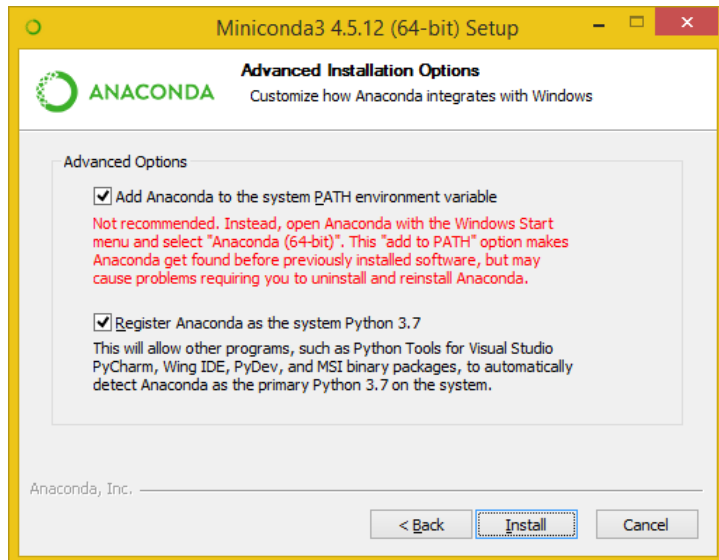 Miniconda3 4.5.12 (64-bit) Setup
ANACONDA
Advanced Installation Options
Customize how Anaconda integrates with Windows
Advanced Options
Add Anaconda to the system PATH environment variable
Not recommended. Instead, open Anaconda with the Windows Start
menu and select "Anaconda (64-bit)". This "add to PATH" option makes
Anaconda get found before previously installed software, but may
cause problems requiring you to uninstall and reinstall Anaconda.
Register Anaconda as the system Python 3.7
This will allow other programs, such as Python Tools for Visual Studio
PyCharm, Wing IDE, PyDev, and MSI binary packages, to automatically
detect Anaconda as the primary Python 3.7 on the system.
Anaconda, Inc.
< Back
Install
Cancel